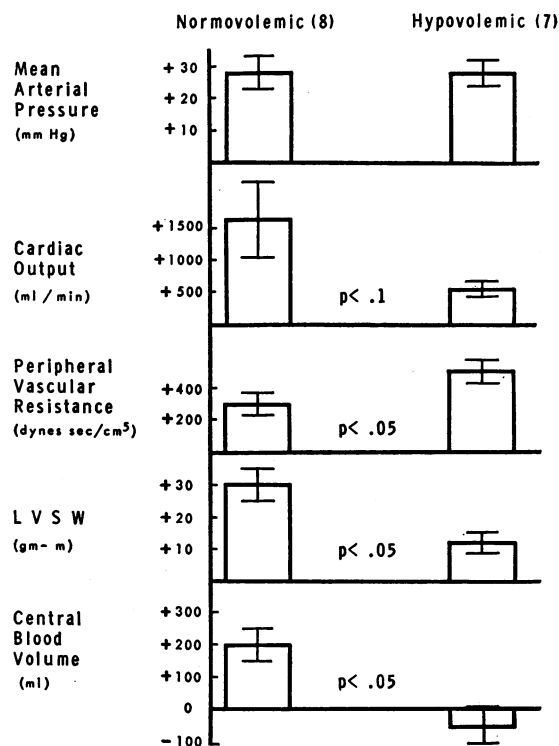 Normovolemic (8) Hypovolemic (7)
Mean
Arterial
Pressure
(mm Hg)
+ 30
+ 20
+ 10
Cardiac
Output
(ml / min)
+ 1500
+ 1000
+ 500
p< .1
Peripheral
Vascular
Resistance
(dynes sec/cm⁵)
+400
+200
p< .05
L V S W
(gm- m)
+ 30
+ 20
+ 10
p< .05
Central
Blood
Volume
(ml)
+ 300
+ 200
+ 100
0
- 100
p< .05